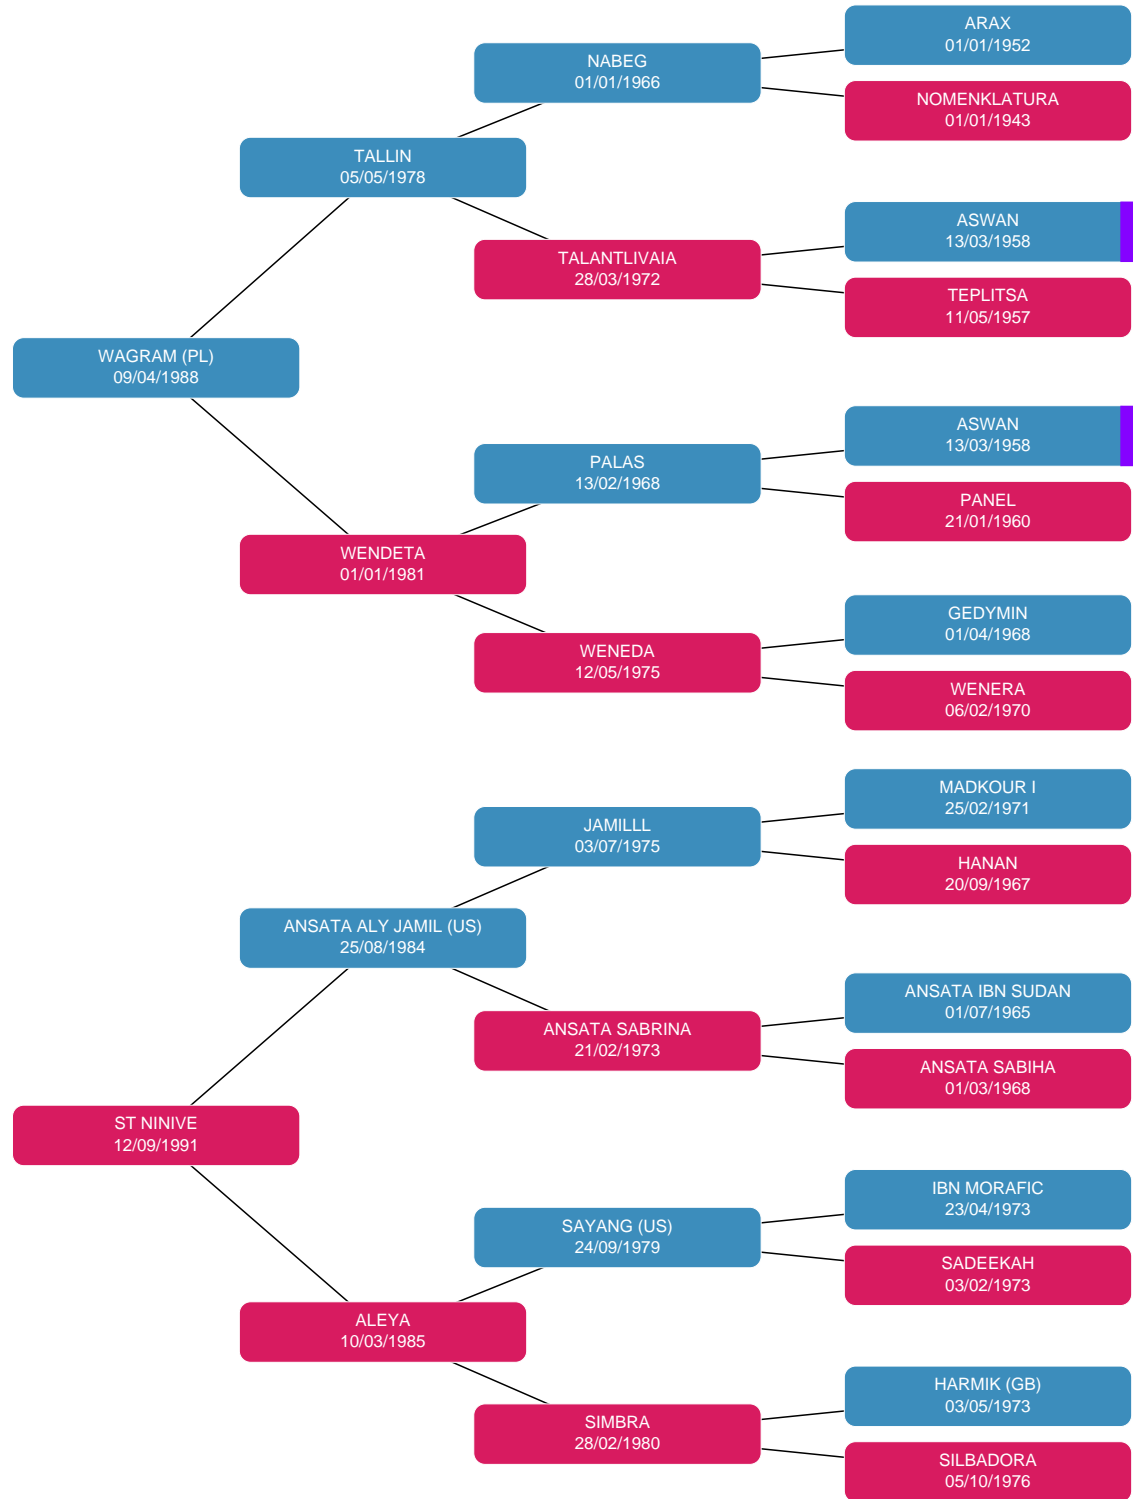 ARAX
01/01/1952
NABEG
01/01/1966
NOMENKLATURA
01/01/1943
TALLIN
05/05/1978
ASWAN
13/03/1958
TALANTLIVAIA
28/03/1972
TEPLITSA
11/05/1957
WAGRAM (PL)
09/04/1988
ASWAN
13/03/1958
PALAS
13/02/1968
PANEL
21/01/1960
WENDETA
01/01/1981
GEDYMIN
01/04/1968
WENEDA
12/05/1975
WENERA
06/02/1970
MADKOUR I
25/02/1971
JAMILLL
03/07/1975
HANAN
20/09/1967
ANSATA ALY JAMIL (US)
25/08/1984
ANSATA IBN SUDAN
01/07/1965
ANSATA SABRINA
21/02/1973
ANSATA SABIHA
01/03/1968
ST NINIVE
12/09/1991
IBN MORAFIC
23/04/1973
SAYANG (US)
24/09/1979
SADEEKAH
03/02/1973
ALEYA
10/03/1985
HARMIK (GB)
03/05/1973
SIMBRA
28/02/1980
SILBADORA
05/10/1976